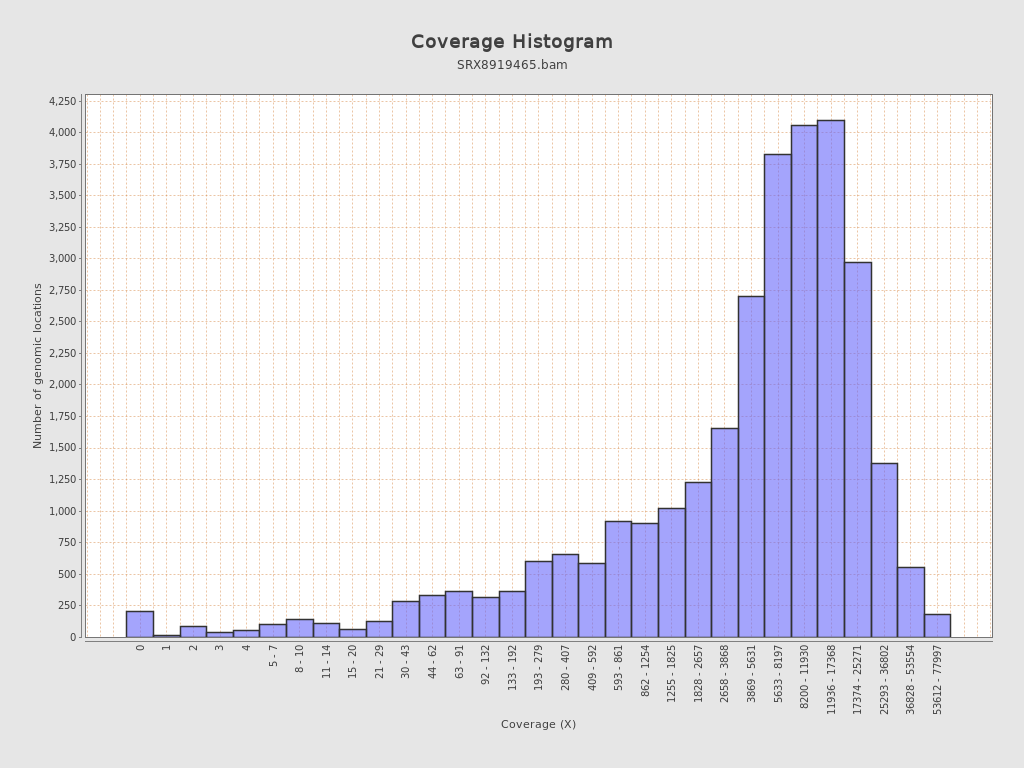 Coverage Histogram
SRX8919465.bam
Number of genomic locations
4,250
4,000
3,750
3,500
3,250
3,000
2,750
2,500
2,250
2,000
1,750
1,500
1,250
1,000
750
500
250
0
0
1
2
3
4
5 - 7
8 - 10
11 - 14
15 - 20
21 - 29
30 - 43
44 - 62
63 - 91
92 - 132
133 - 192
193 - 279
280 - 407
409 - 592
593 - 861
862 - 1254
1255 - 1825
1828 - 2657
2658 - 3868
3869 - 5631
5633 - 8197
8200 - 11930
11936 - 17368
17374 - 25271
25293 - 36802
36828 - 53554
53612 - 77997
Coverage (X)